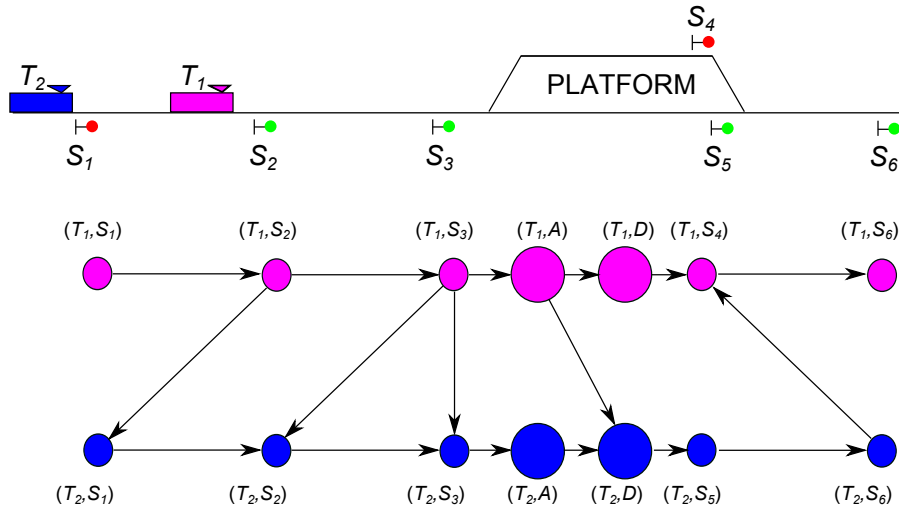 S4
T2
T1
PLATFORM
S1
S2
S3
S5
S6
(T1,S1)
(T1,S2)
(T1,S3)
(T1,A)
(T1,D)
(T1,S4)
(T1,S6)
(T2,S1)
(T2,S2)
(T2,S3)
(T2,A)
(T2,D)
(T2,S5)
(T2,S6)